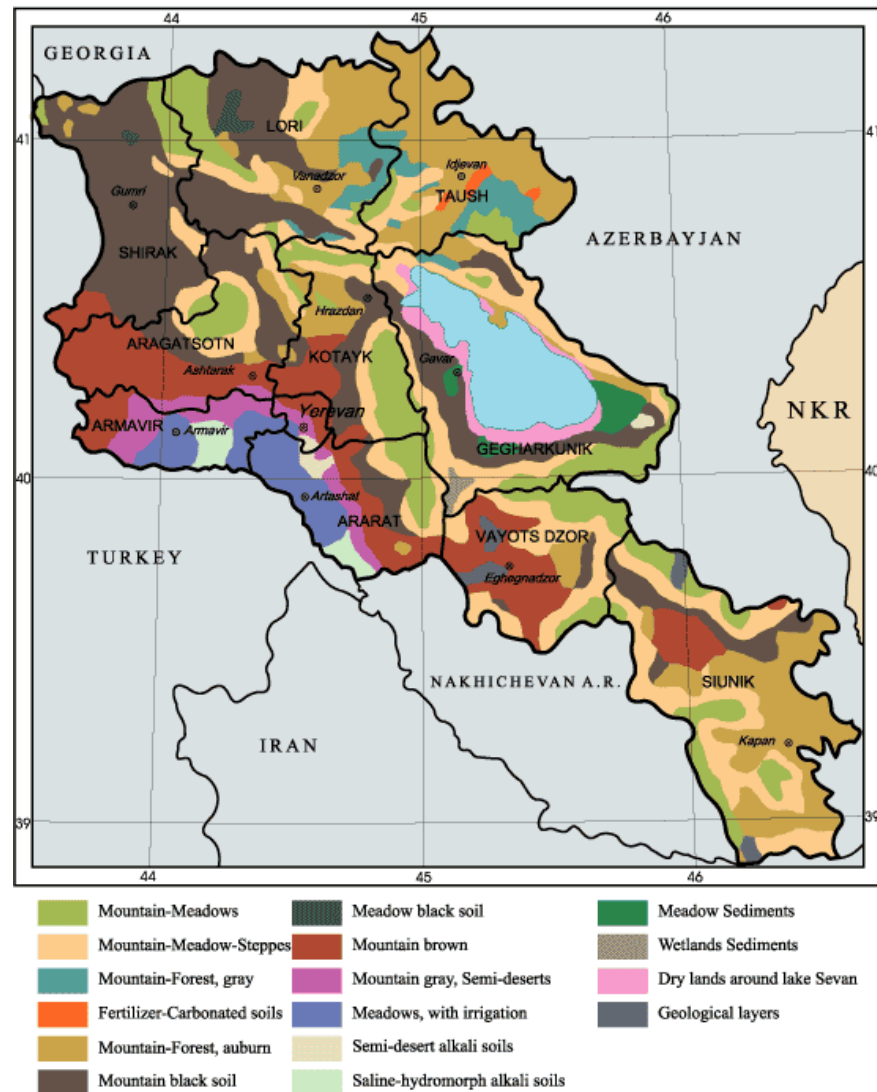 44 45 46
GEORGIA
41 LORI 41
Vanadzor Idjevan
Gumri TAUSH
AZERBAYJAN
SHIRAK
Hrazdan
ARAGATSOTN KOTAYK Gavar
Ashtarak
NKR
ARMAVIR Armavir Yerevan
GEGHARKUNIK
40 40
Artashat
ARARAT VAYOTS DZOR
TURKEY
Eghegnadzor
NAKHICHEVAN A.R. SIUNIK
IRAN Kapan
39 39
44 45 46
Mountain-Meadows Meadow black soil Meadow Sediments
Mountain-Meadow-Steppes Mountain brown Wetlands Sediments
Mountain-Forest, gray Mountain gray, Semi-deserts Dry lands around lake Sevan
Fertilizer-Carbonated soils Meadows, with irrigation Geological layers
Mountain-Forest, auburn Semi-desert alkali soils
Mountain black soil Saline-hydromorph alkali soils